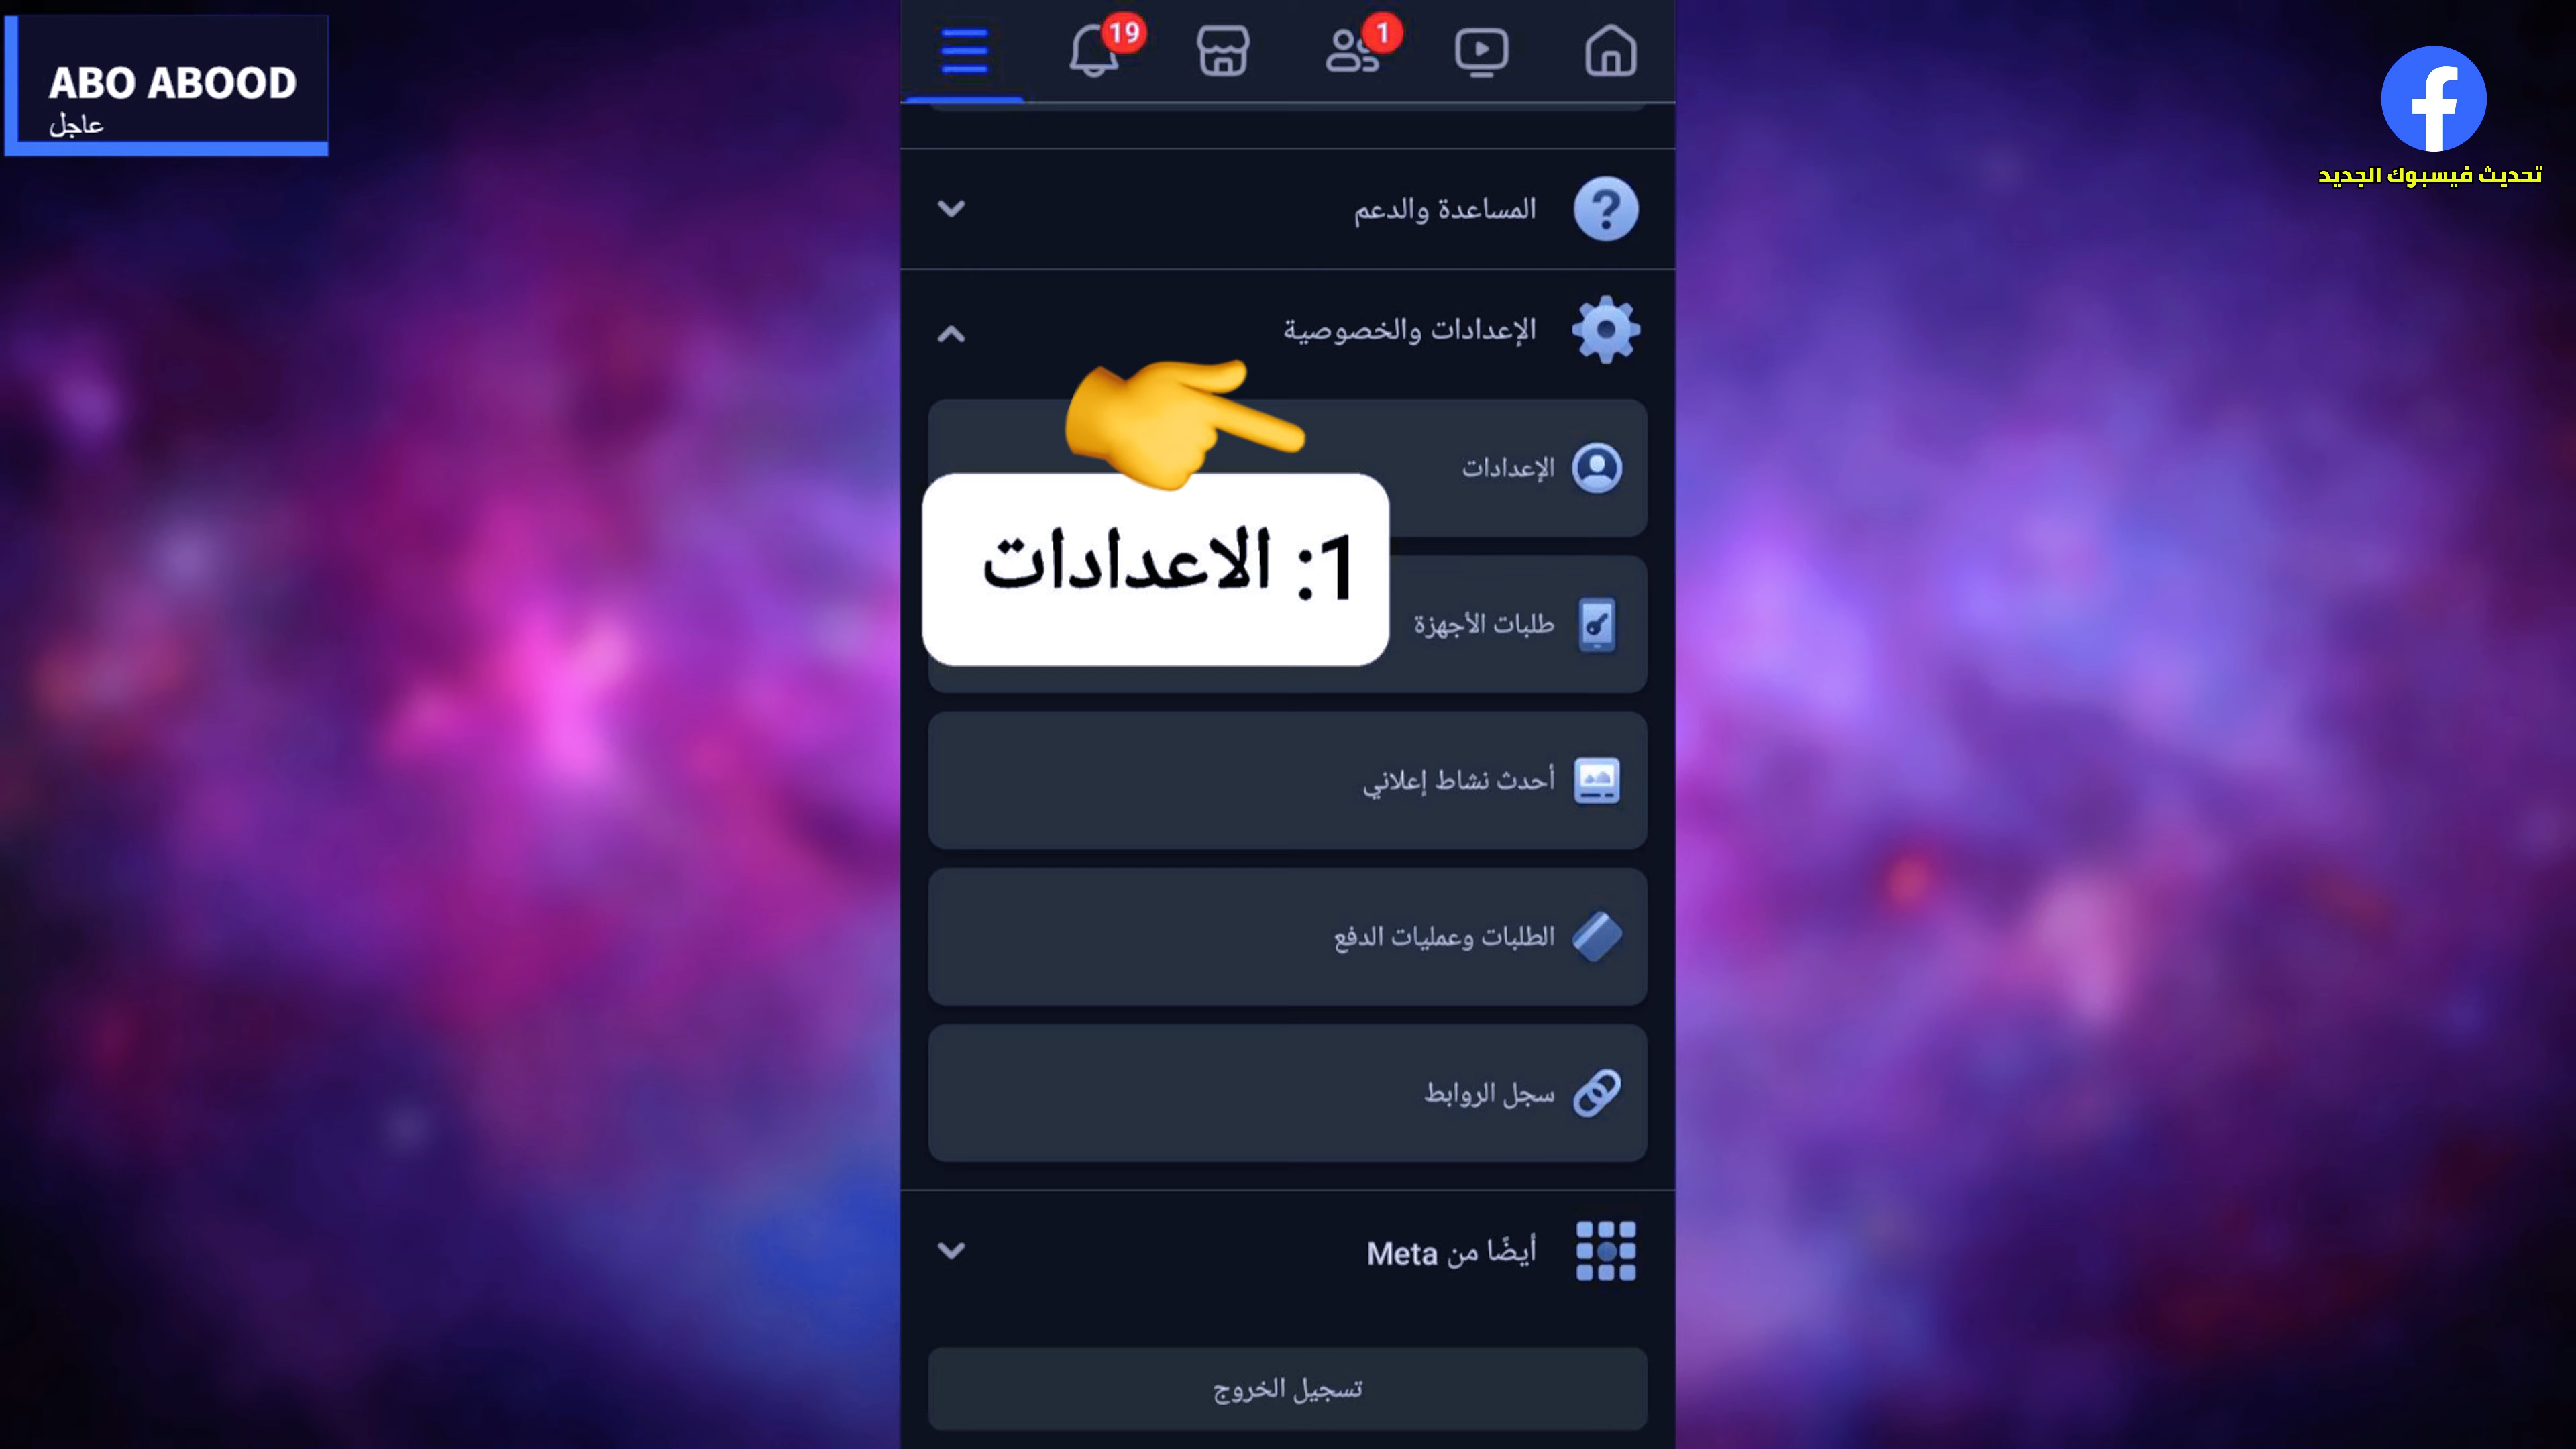 ABO ABOOD
عاجل
19
1
تحديث فيسبوك الجديد
المساعدة والدعم
الإعدادات والخصوصية
الإعدادات
1: الاعدادات
طلبات الأجهزة
أحدث نشاط إعلاني
الطلبات وعمليات الدفع
سجل الروابط
أيضًا من Meta
تسجيل الخروج